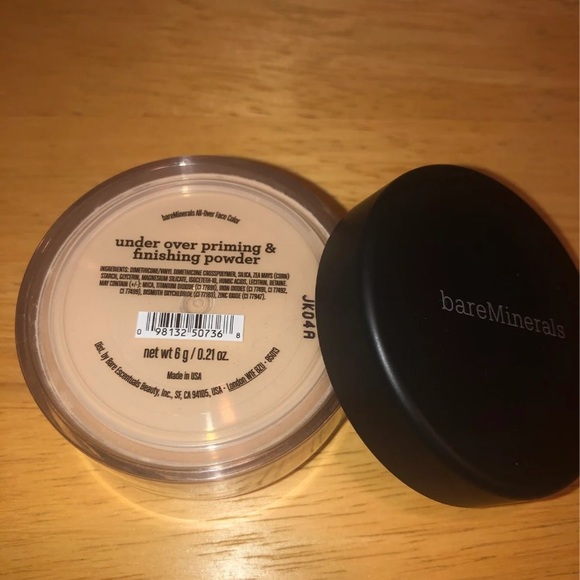 bareMinerals All-Over Face Color
under over priming &
finishing powder
INGREDIENTS: DIMETHICONE/VINYL DIMETHICONE CROSSPOLYMER, SILICA, ZEA MAYS (CORN)
STARCH, GLYCERIN, MAGNESIUM SILICATE, ISOCETETH-10, HUMIC ACIDS, LECITHIN, BETAINE.
MAY CONTAIN (+/-): MICA, TITANIUM DIOXIDE (CI 77891), IRON OXIDES (CI 77491, CI 77492,
CI 77499), BISMUTH OXYCHLORIDE (CI 77163), ZINC OXIDE (CI 77947).
0 98132 50736 8
net wt 6 g / 0.21 oz.
Made in USA
Dist. by Bare Escentuals Beauty, Inc., SF, CA 94105, USA - London W1F 8ZU - 85013
JK04A
bareMinerals